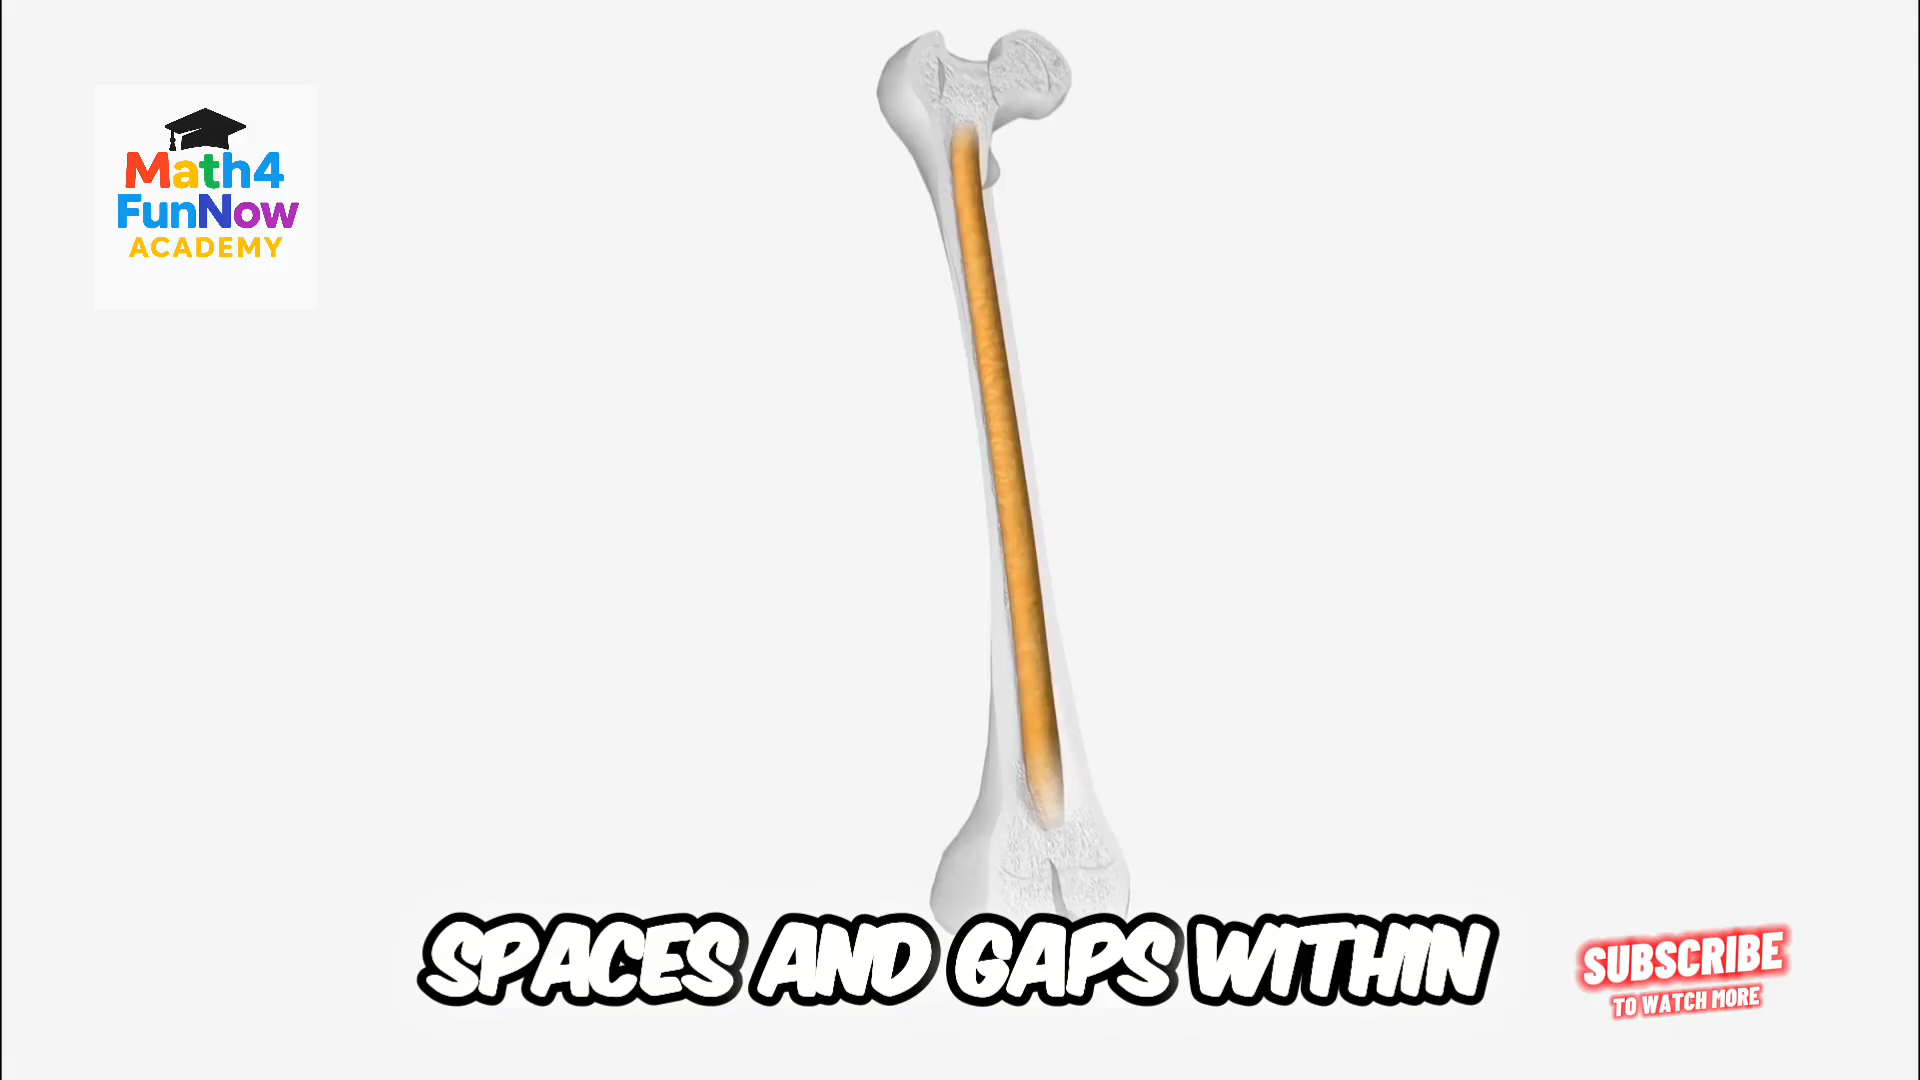 Math4
FunNow
ACADEMY
SPACES AND GAPS WITHIN
SUBSCRIBE
TO WATCH MORE